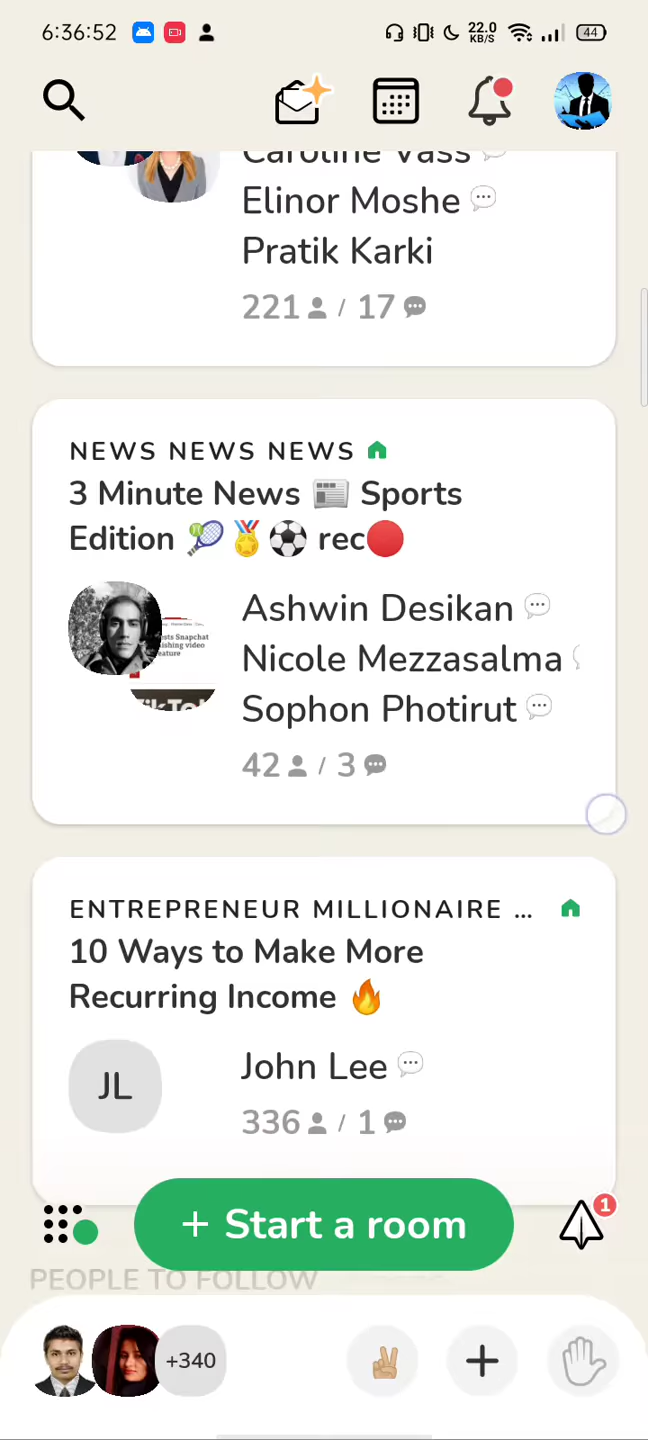 6:36:52
22.0
KB/S
44
Caroline Vass
Elinor Moshe
Pratik Karki
221 / 17
NEWS NEWS NEWS
3 Minute News 📰 Sports
Edition 🎾🏅⚽ rec🔴
Ashwin Desikan
Nicole Mezzasalma
Sophon Photirut
42 / 3
ENTREPRENEUR MILLIONAIRE ...
10 Ways to Make More
Recurring Income 🔥
JL
John Lee
336 / 1
+ Start a room
1
PEOPLE TO FOLLOW
+340